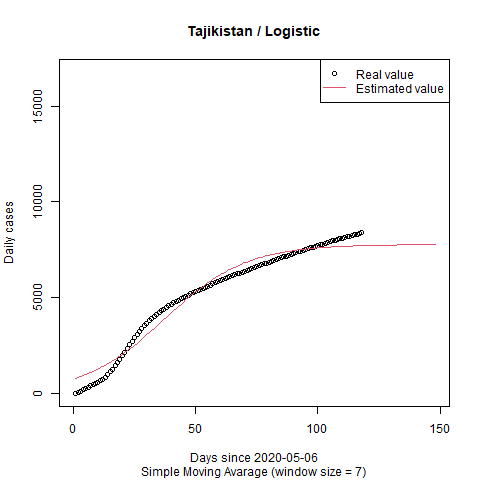 Tajikistan / Logistic
Real value
Estimated value
Daily cases
15000
10000
5000
0
0 50 100 150
Days since 2020-05-06
Simple Moving Avarage (window size = 7)